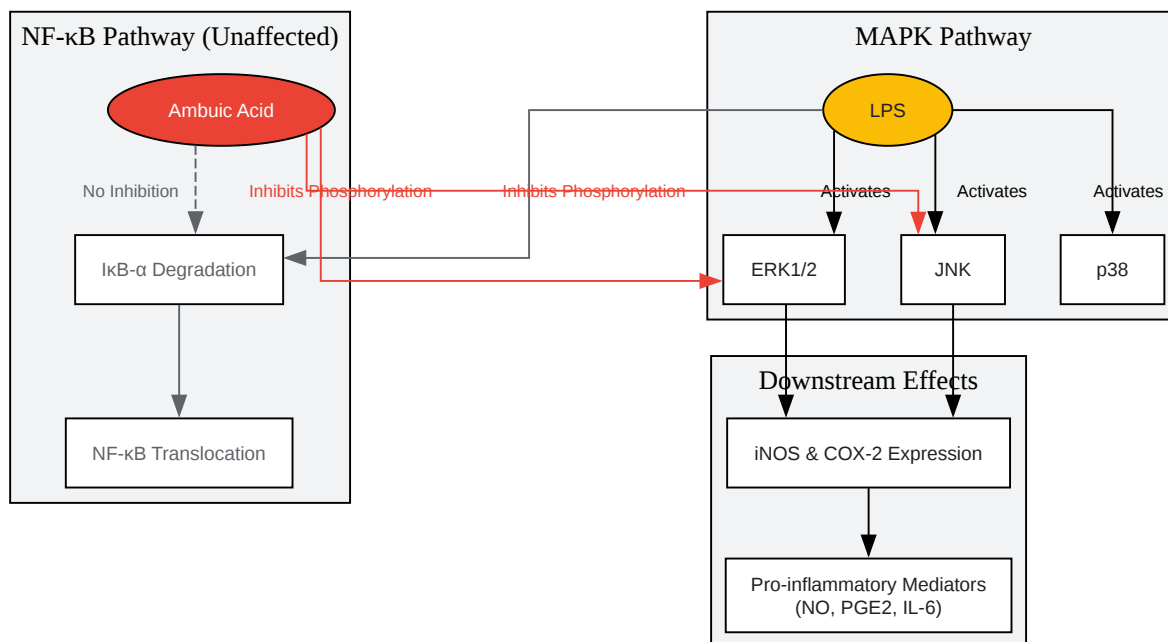 NF-κB Pathway (Unaffected)
MAPK Pathway
Ambuic Acid
LPS
No Inhibition
Inhibits Phosphorylation
Inhibits Phosphorylation
Activates
Activates
Activates
IκB-α Degradation
ERK1/2
JNK
p38
Downstream Effects
NF-κB Translocation
iNOS & COX-2 Expression
Pro-inflammatory Mediators
(NO, PGE2, IL-6)